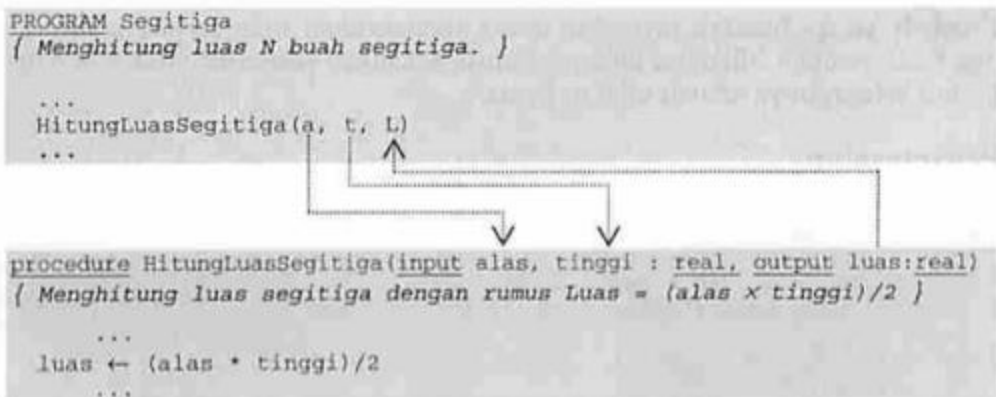 PROGRAM Segitiga
{ Menghitung luas N buah segitiga. }
...
HitungLuasSegitiga(a, t, L)
...
procedure HitungLuasSegitiga(input alas, tinggi : real, output luas:real)
{ Menghitung luas segitiga dengan rumus Luas = (alas x tinggi)/2 }
...
luas ← (alas * tinggi)/2
...